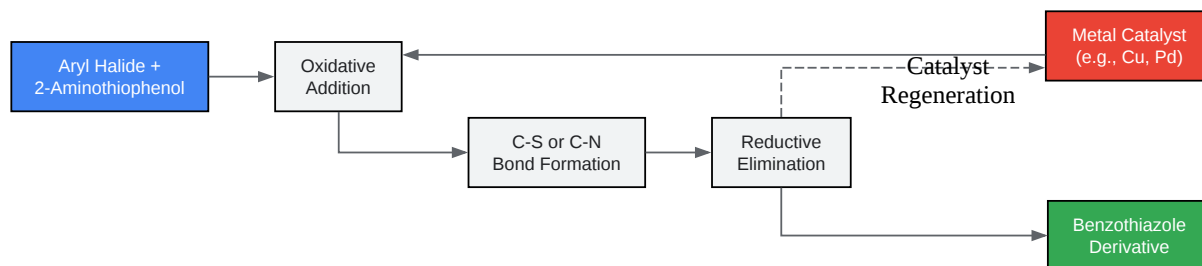 Aryl Halide +
2-Aminothiophenol
Oxidative
Addition
C-S or C-N
Bond Formation
Reductive
Elimination
Catalyst
Regeneration
Metal Catalyst
(e.g., Cu, Pd)
Benzothiazole
Derivative